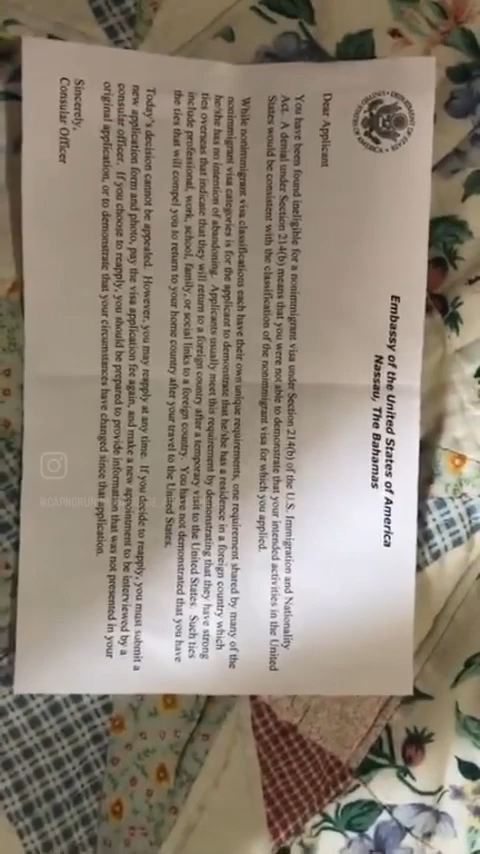 Embassy of the United States of America
Nassau, The Bahamas
Dear Applicant
You have been found ineligible for a nonimmigrant visa under Section 214(b) of the U.S. Immigration and Nationality
Act. A denial under Section 214(b) means that you were not able to demonstrate that your intended activities in the United
States would be consistent with the classification of the nonimmigrant visa for which you applied.
While nonimmigrant visa classifications each have their own unique requirements, one requirement shared by many of the
nonimmigrant visa categories is for the applicant to demonstrate that he/she has a residence in a foreign country which
he/she has no intention of abandoning. Applicants usually meet this requirement by demonstrating that they have strong
ties overseas that indicate that they will return to a foreign country after a temporary visit to the United States. Such ties
include professional, work, school, family, or social links to a foreign country. You have not demonstrated that you have
the ties that will compel you to return to your home country after your travel to the United States.
Today's decision cannot be appealed. However, you may reapply at any time. If you decide to reapply, you must submit a
new application form and photo, pay the visa application fee again, and make a new appointment to be interviewed by a
consular officer. If you choose to reapply, you should be prepared to provide information that was not presented in your
original application, or to demonstrate that your circumstances have changed since that application.
Sincerely,
Consular Officer